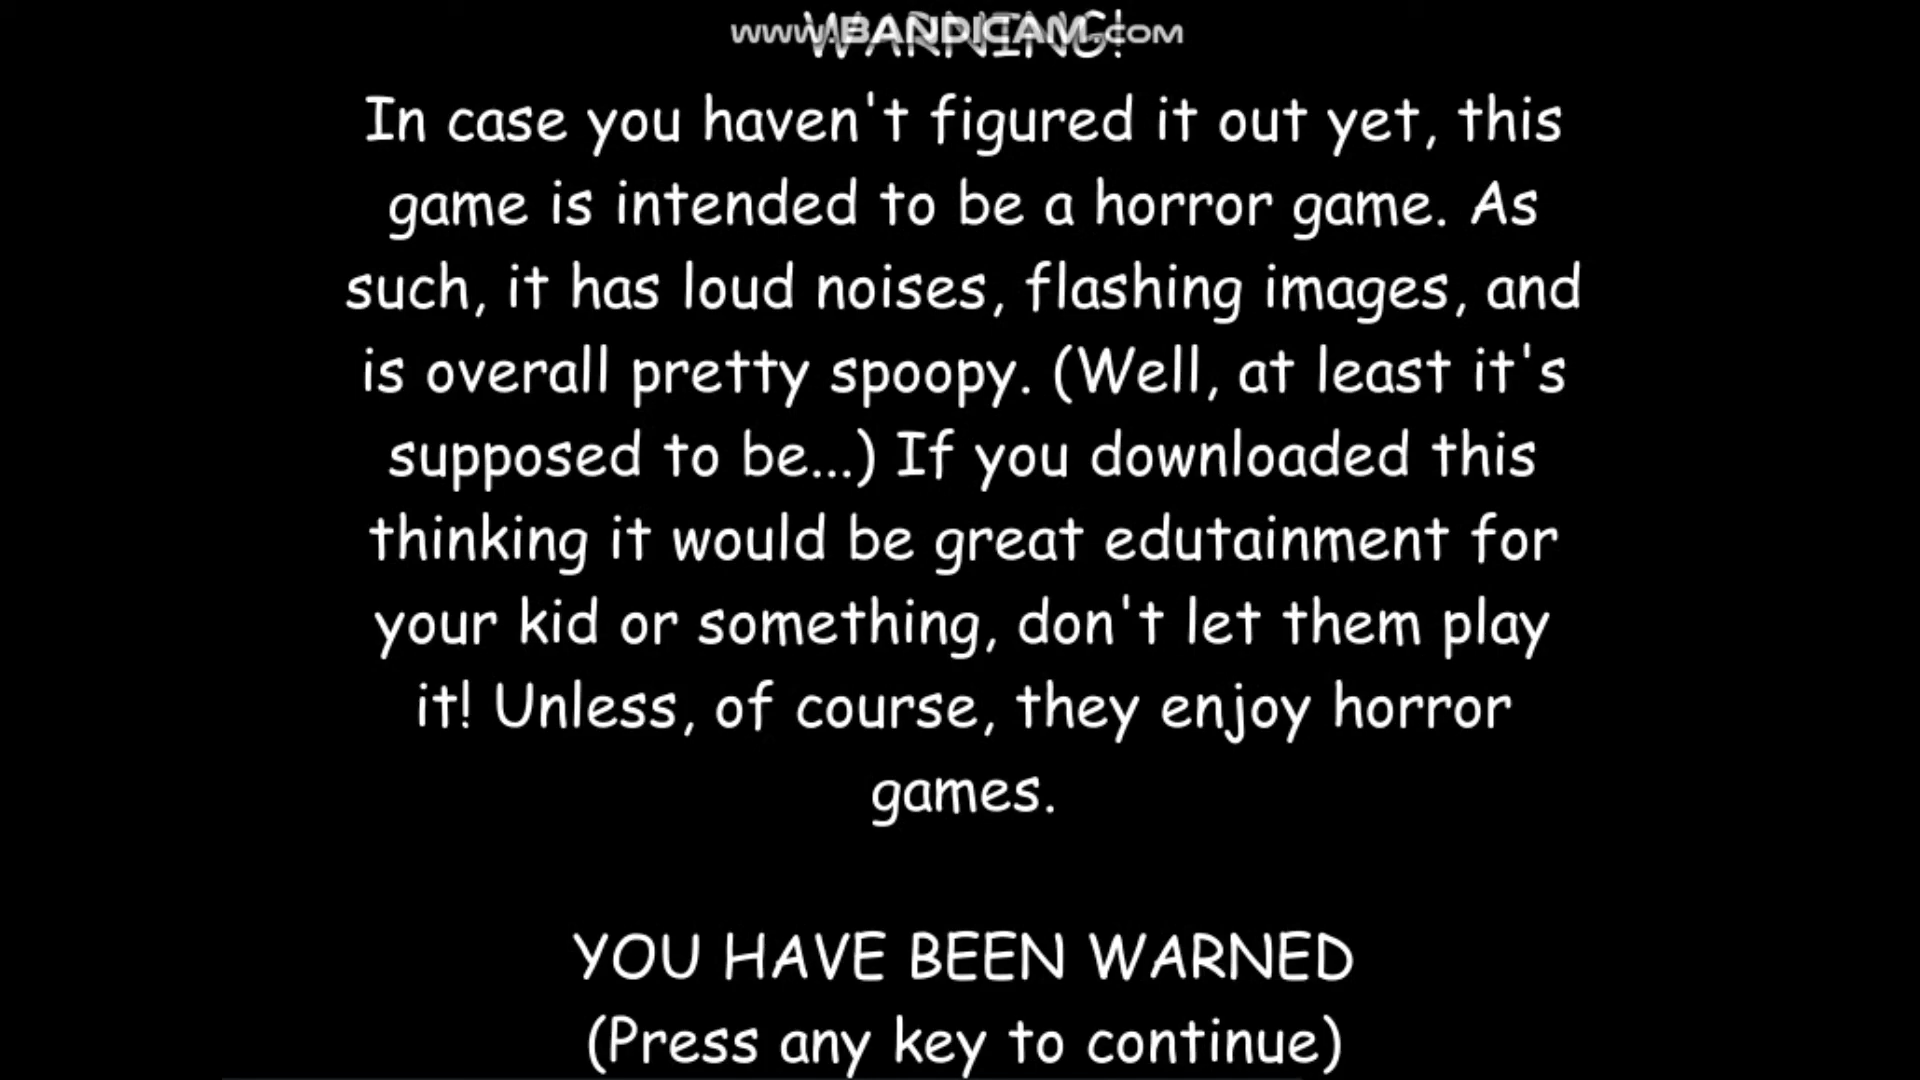 www.BANDICAM.com
WARNING!
In case you haven't figured it out yet, this
game is intended to be a horror game. As
such, it has loud noises, flashing images, and
is overall pretty spoopy. (Well, at least it's
supposed to be...) If you downloaded this
thinking it would be great edutainment for
your kid or something, don't let them play
it! Unless, of course, they enjoy horror
games.
YOU HAVE BEEN WARNED
(Press any key to continue)